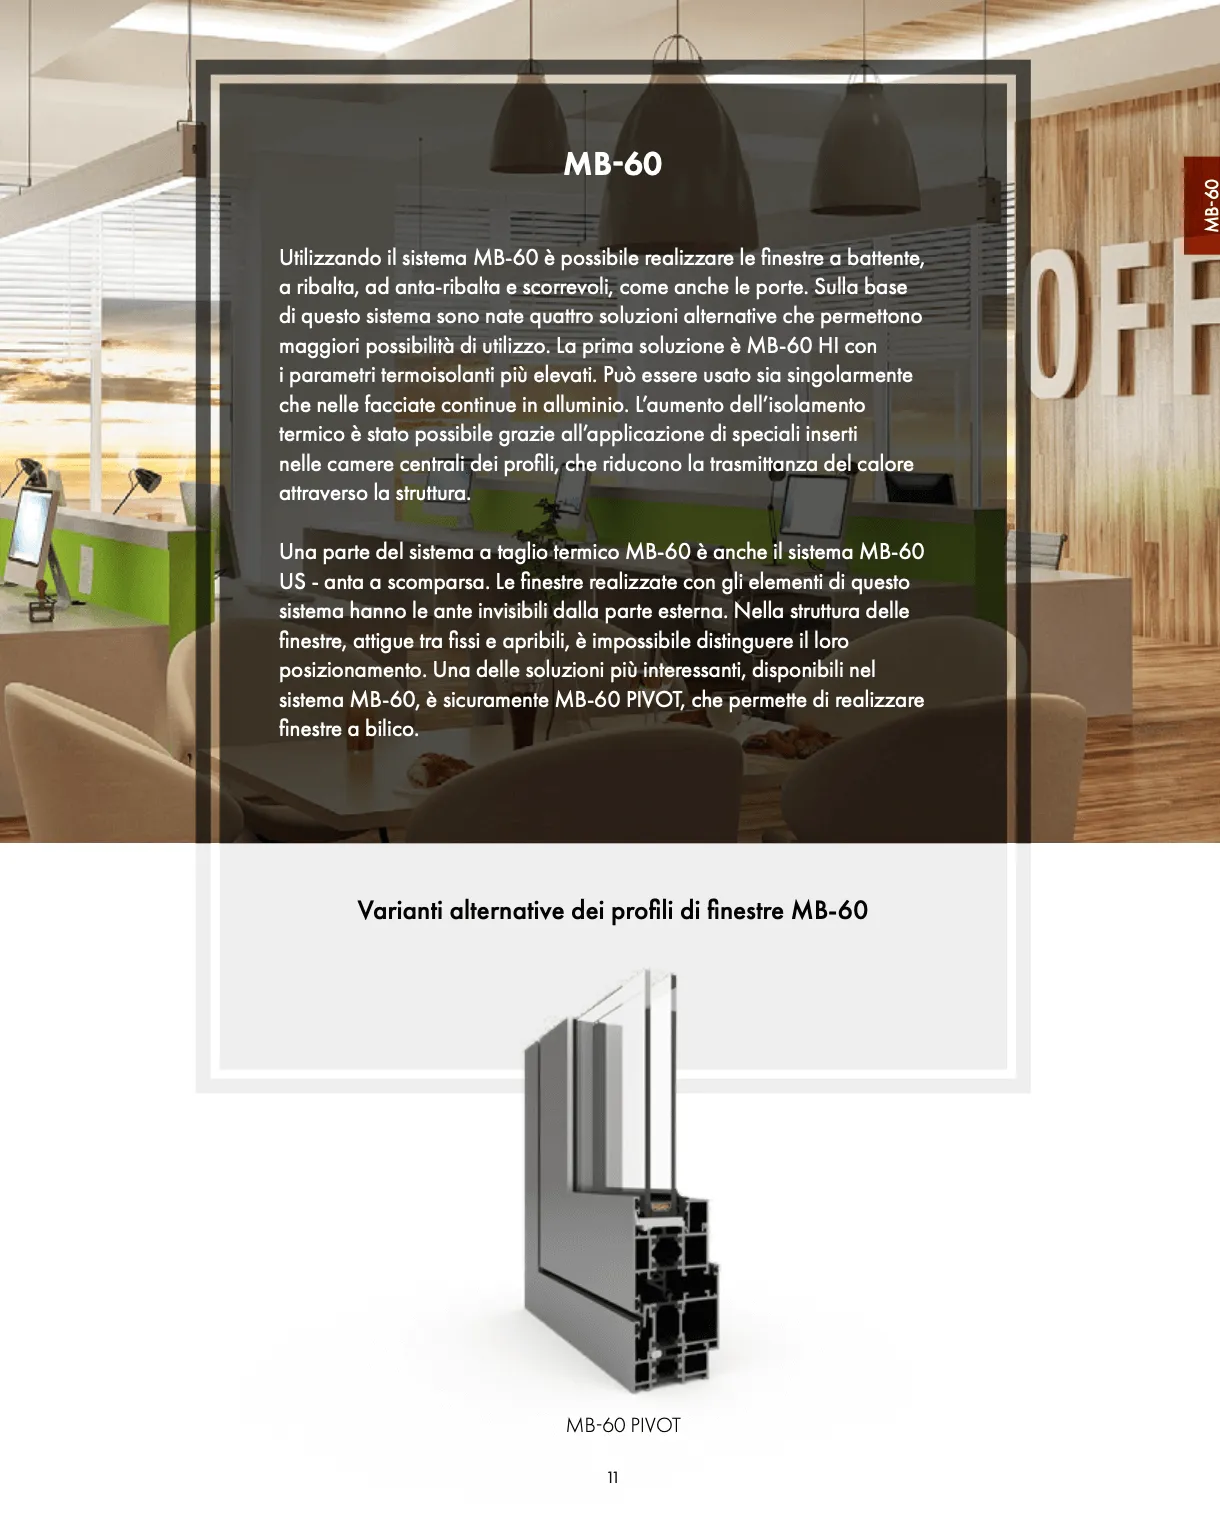 MB-60
MB-60
OFF
Utilizzando il sistema MB-60 è possibile realizzare le finestre a battente,
a ribalta, ad anta-ribalta e scorrevoli, come anche le porte. Sulla base
di questo sistema sono nate quattro soluzioni alternative che permettono
maggiori possibilità di utilizzo. La prima soluzione è MB-60 HI con
i parametri termoisolanti più elevati. Può essere usato sia singolarmente
che nelle facciate continue in alluminio. L’aumento dell’isolamento
termico è stato possibile grazie all’applicazione di speciali inserti
nelle camere centrali dei profili, che riducono la trasmittanza del calore
attraverso la struttura.
Una parte del sistema a taglio termico MB-60 è anche il sistema MB-60
US - anta a scomparsa. Le finestre realizzate con gli elementi di questo
sistema hanno le ante invisibili dalla parte esterna. Nella struttura delle
finestre, attigue tra fissi e apribili, è impossibile distinguere il loro
posizionamento. Una delle soluzioni più interessanti, disponibili nel
sistema MB-60, è sicuramente MB-60 PIVOT, che permette di realizzare
finestre a bilico.
Varianti alternative dei profili di finestre MB-60
MB-60 PIVOT
11